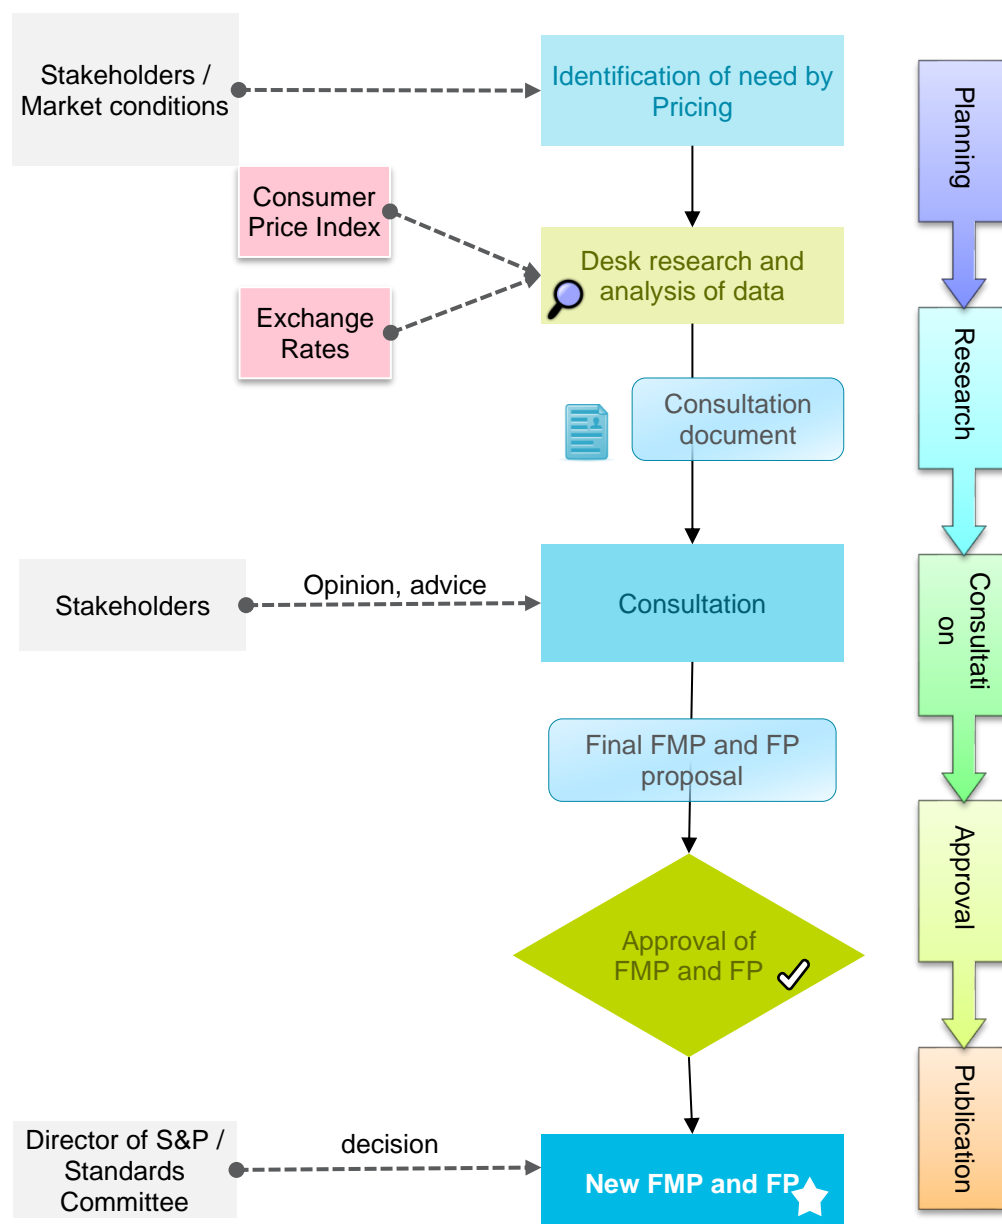 Stakeholders /
Market conditions
Identification of need by
Pricing
Planning
Consumer
Price Index
Desk research and
analysis of data
Exchange
Rates
Research
Consultation
document
Stakeholders
Opinion, advice
Consultation
Consultati
on
Final FMP and FP
proposal
Approval of
FMP and FP
Approval
Director of S&P /
Standards
Committee
decision
New FMP and FP
Publication